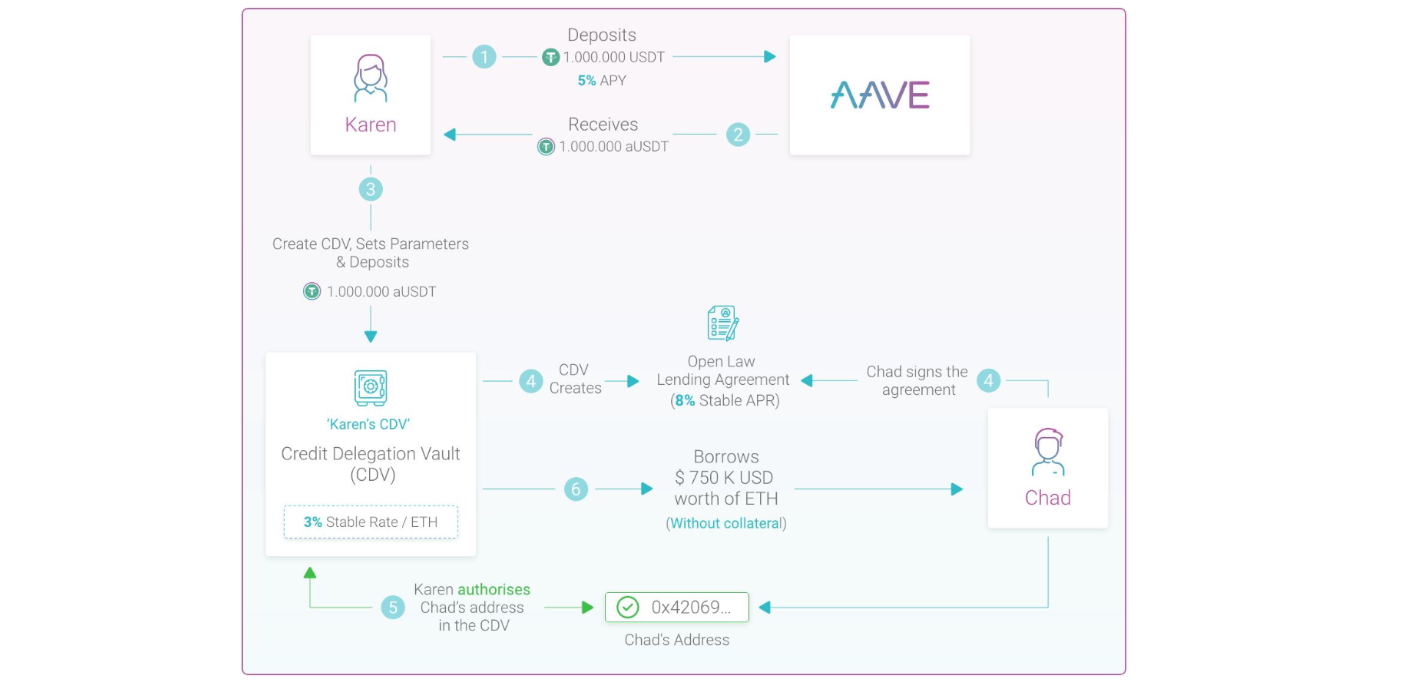 Karen
1
Deposits
1.000.000 USDT
5% APY
AAVE
Receives
1.000.000 aUSDT
2
3
Create CDV, Sets Parameters
& Deposits
1.000.000 aUSDT
'Karen's CDV'
Credit Delegation Vault
(CDV)
3% Stable Rate / ETH
4
CDV
Creates
Open Law
Lending Agreement
(8% Stable APR)
Chad signs the
agreement
4
Chad
6
Borrows
$ 750 K USD
worth of ETH
(Without collateral)
5
Karen authorises
Chad's address
in the CDV
0x42069...
Chad's Address